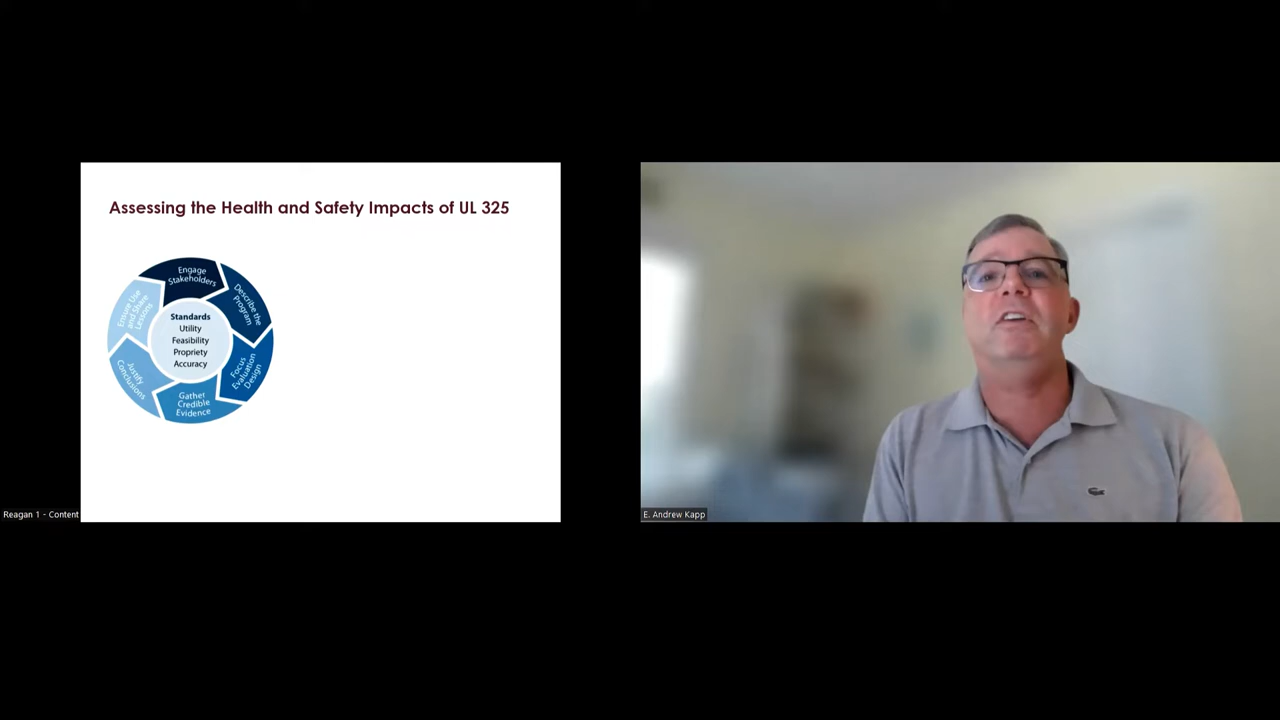 Assessing the Health and Safety Impacts of UL 325
Engage
Stakeholders
Describe the
Program
Focus
Evaluation
Design
Gather
Credible
Evidence
Justify
Conclusions
Ensure Use
and Share
Lessons
Standards
Utility
Feasibility
Propriety
Accuracy
Reagan 1 - Content
E. Andrew Kapp